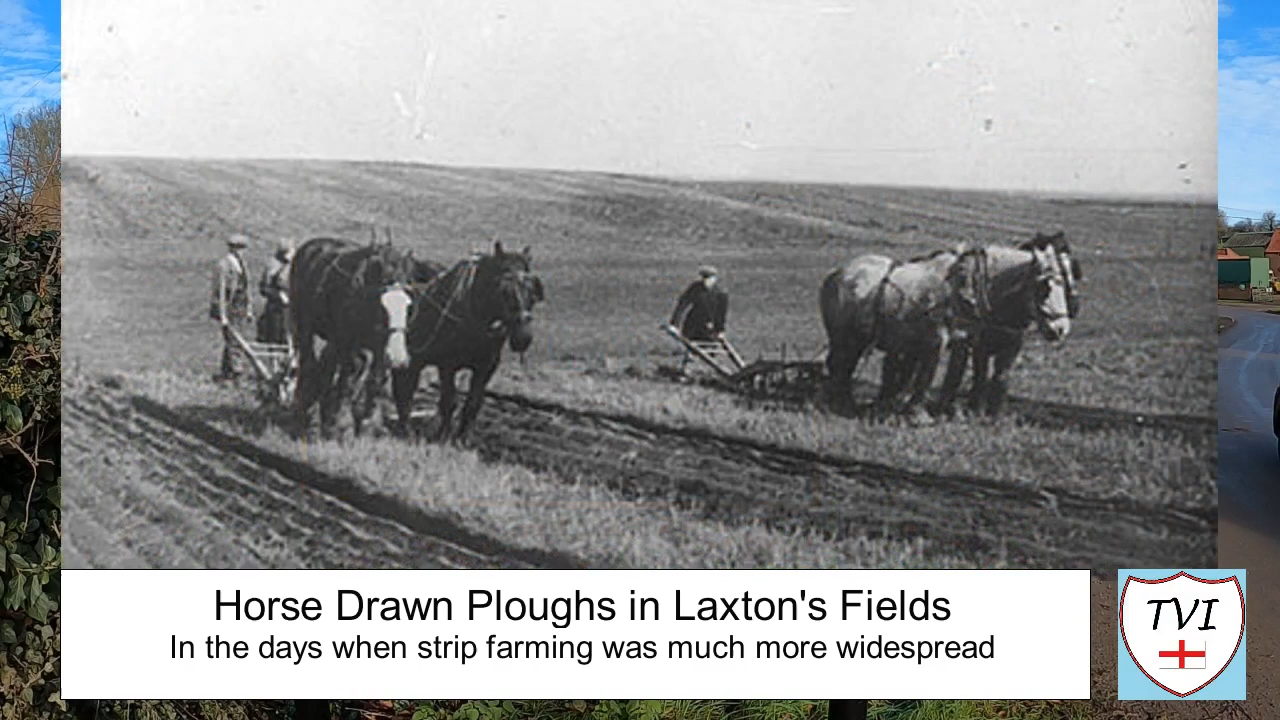 Horse Drawn Ploughs in Laxton's Fields
In the days when strip farming was much more widespread
TVI